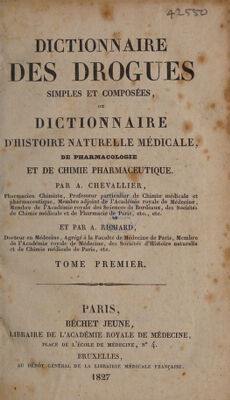 42550
DICTIONNAIRE
DES DROGUES
SIMPLES ET COMPOSÉES,
OU
DICTIONNAIRE
D'HISTOIRE NATURELLE MÉDICALE,
DE PHARMACOLOGIE
ET DE CHIMIE PHARMACEUTIQUE.
PAR A. CHEVALLIER,
Pharmacien Chimiste, Professeur particulier de Chimie médicale et
pharmaceutique, Membre adjoint de l'Académie royale de Médecine,
Membre de l'Académie royale des Sciences de Bordeaux, des Sociétés
de Chimie médicale et de Pharmacie de Paris, etc., etc.
ET PAR A. RICHARD,
Docteur en Médecine, Agrégé à la Faculté de Médecine de Paris, Membre
de l'Académie royale de Médecine, des Sociétés d'Histoire naturelle
et de Chimie médicale de Paris, etc.
TOME PREMIER.
PARIS,
BÉCHET JEUNE,
LIBRAIRE DE L'ACADÉMIE ROYALE DE MÉDECINE,
PLACE DE L'ÉCOLE DE MÉDECINE, N° 4.
BRUXELLES,
AU DÉPÔT GÉNÉRAL DE LA LIBRAIRIE MÉDICALE FRANÇAISE.
1827